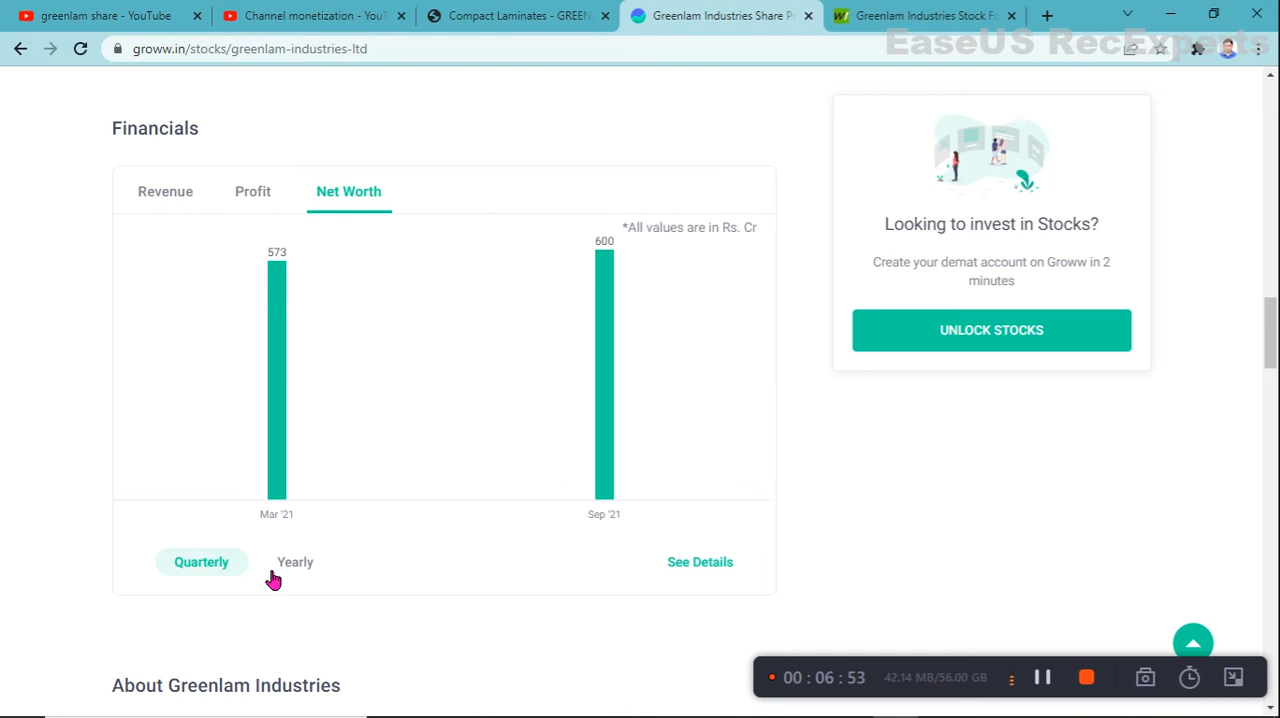 greenlam share - YouTube
Channel monetization - YouT
Compact Laminates - GREEN
Greenlam Industries Share Pr
Greenlam Industries Stock Fo
groww.in/stocks/greenlam-industries-ltd
EaseUS RecExperts
Financials
Revenue
Profit
Net Worth
*All values are in Rs. Cr
573
600
Mar '21
Sep '21
Quarterly
Yearly
See Details
Looking to invest in Stocks?
Create your demat account on Groww in 2
minutes
UNLOCK STOCKS
About Greenlam Industries
00 : 06 : 53
42.14 MB/56.00 GB